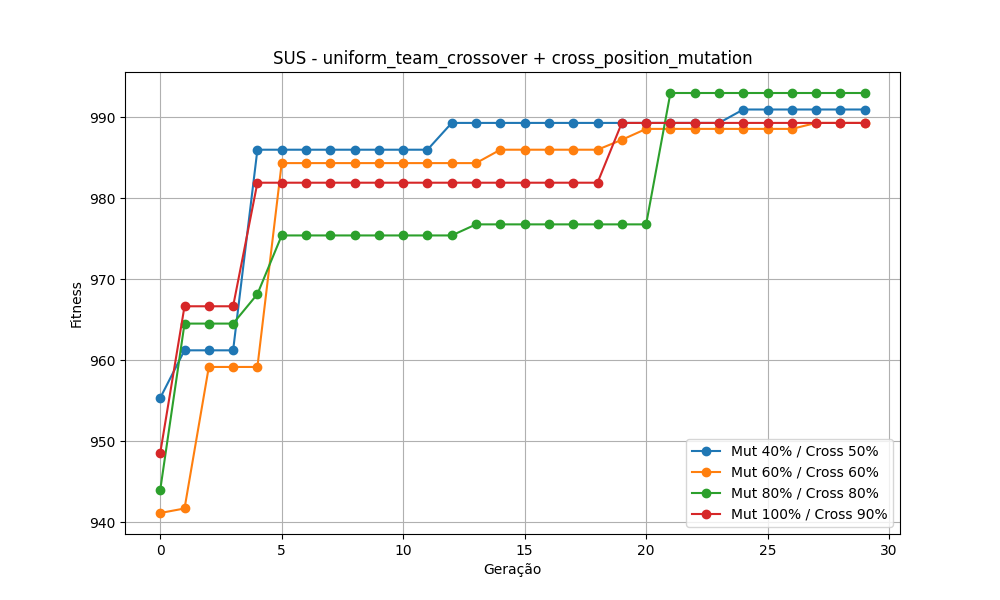 SUS - uniform_team_crossover + cross_position_mutation
Fitness
990
980
970
960
950
940
0 5 10 15 20 25 30
Geração
Mut 40% / Cross 50%
Mut 60% / Cross 60%
Mut 80% / Cross 80%
Mut 100% / Cross 90%